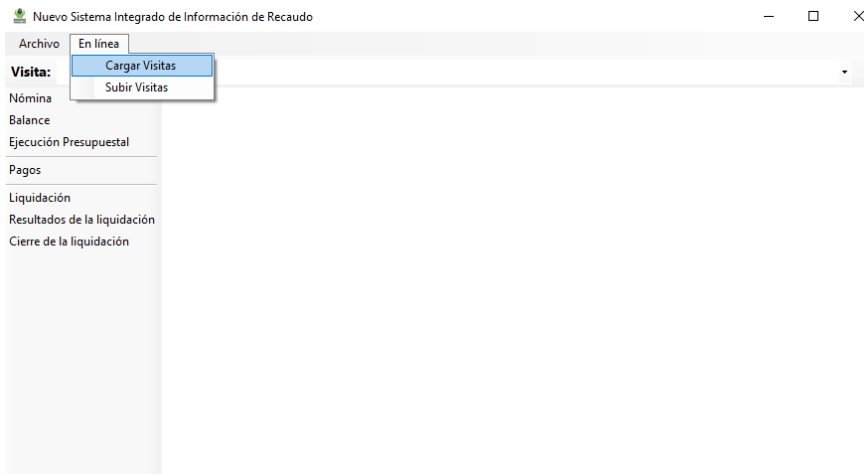 Nuevo Sistema Integrado de Información de Recaudo
Archivo En línea
Cargar Visitas
Visita:
Subir Visitas
Nómina
Balance
Ejecución Presupuestal
Pagos
Liquidación
Resultados de la liquidación
Cierre de la liquidación